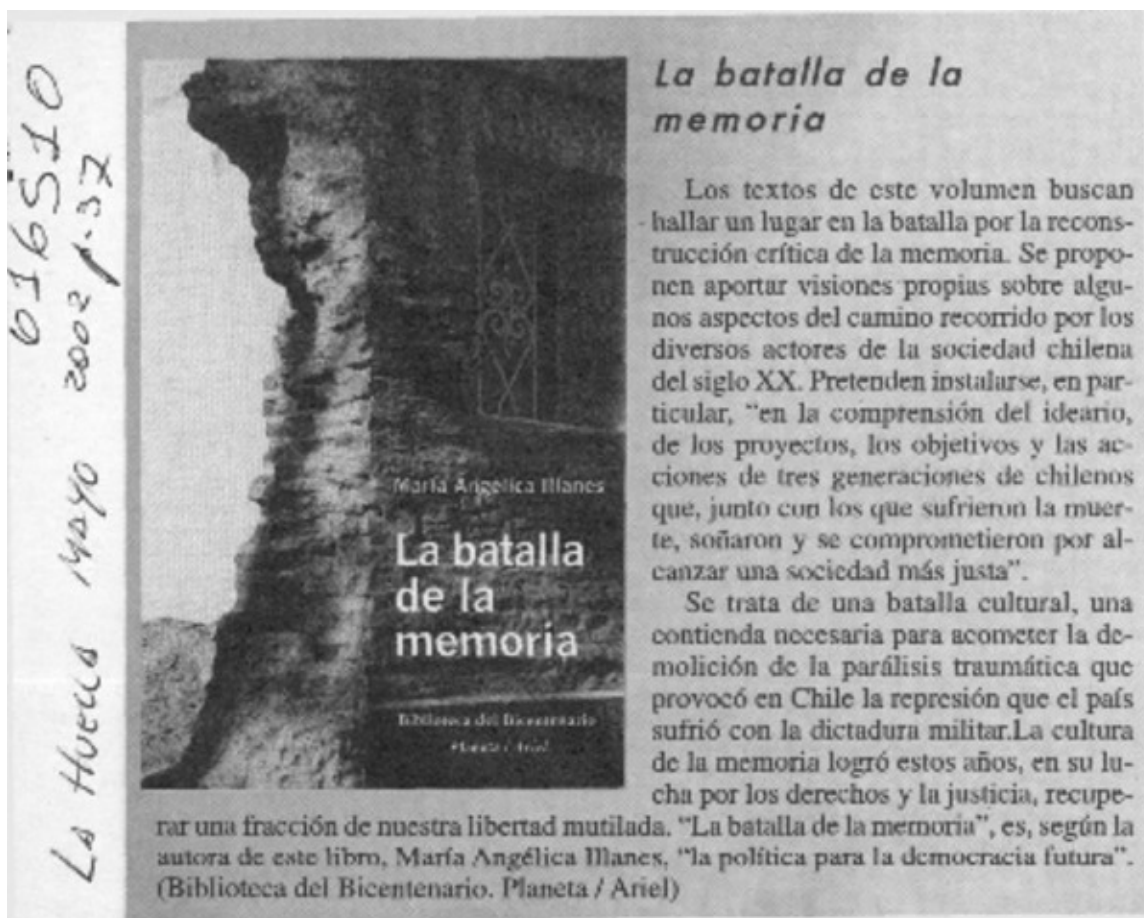 016510
La Huella Mayo 2002 p.37
María Angélica Illanes
La batalla
de la
memoria
Biblioteca del Bicentenario
Planeta / Ariel
La batalla de la
memoria
Los textos de este volumen buscan
hallar un lugar en la batalla por la recons-
trucción crítica de la memoria. Se propo-
nen aportar visiones propias sobre algu-
nos aspectos del camino recorrido por los
diversos actores de la sociedad chilena
del siglo XX. Pretenden instalarse, en par-
ticular, “en la comprensión del ideario,
de los proyectos, los objetivos y las ac-
ciones de tres generaciones de chilenos
que, junto con los que sufrieron la muer-
te, soñaron y se comprometieron por al-
canzar una sociedad más justa”.
Se trata de una batalla cultural, una
contienda necesaria para acometer la de-
molición de la parálisis traumática que
provocó en Chile la represión que el país
sufrió con la dictadura militar.La cultura
de la memoria logró estos años, en su lu-
cha por los derechos y la justicia, recupe-
rar una fracción de nuestra libertad mutilada. “La batalla de la memoria”, es, según la
autora de este libro, María Angélica Illanes, “la política para la democracia futura”.
(Biblioteca del Bicentenario. Planeta / Ariel)